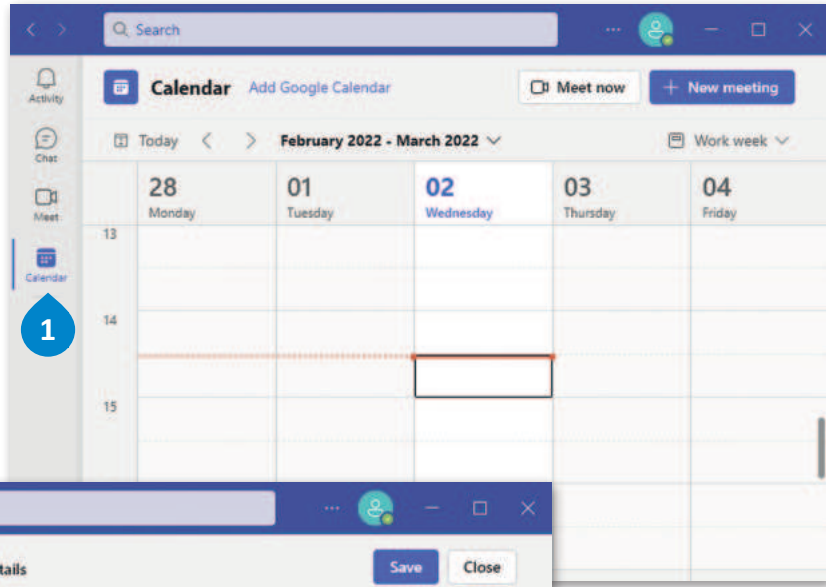 Search
Activity
Calendar Add Google Calendar Meet now + New meeting
Chat
Today February 2022 - March 2022 Work week
Meet
28 01 02 03 04
Monday Tuesday Wednesday Thursday Friday
13
Calendar
1
14
15
tails Save Close